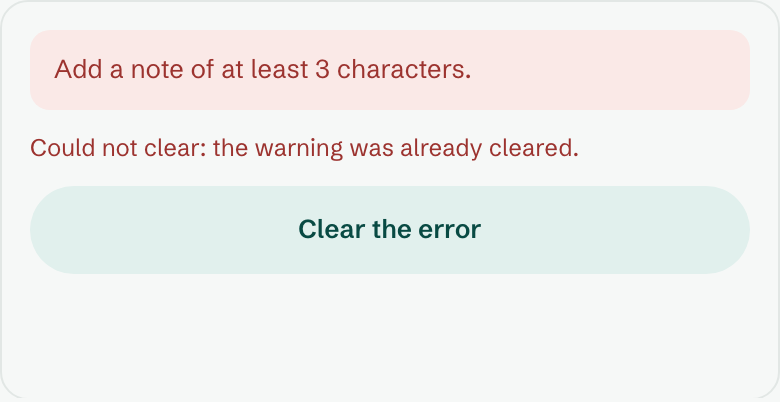 Add a note of at least 3 characters.
Could not clear: the warning was already cleared.
Clear the error